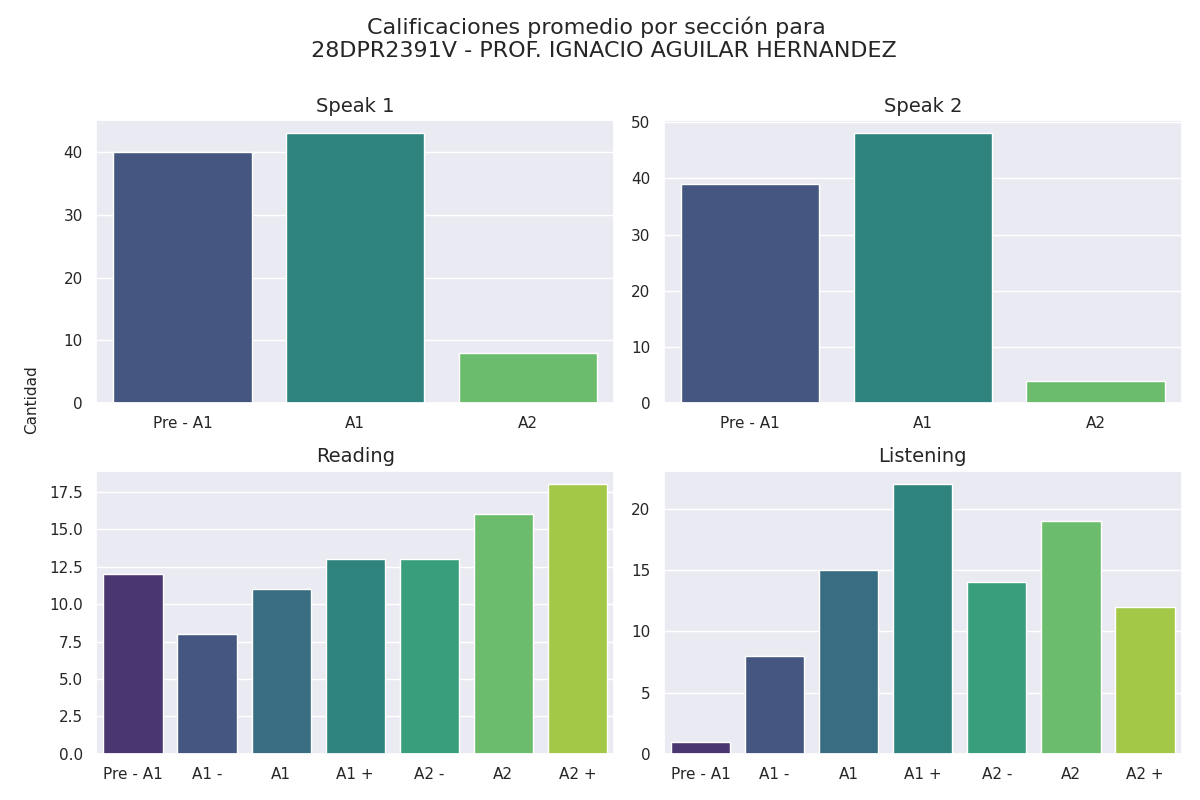 Calificaciones promedio por sección para
28DPR2391V - PROF. IGNACIO AGUILAR HERNANDEZ
Speak 1
40
30
20
10
0
Pre - A1 A1 A2
Speak 2
50
40
30
20
10
0
Pre - A1 A1 A2
Cantidad
Reading
17.5
15.0
12.5
10.0
7.5
5.0
2.5
0.0
Pre - A1 A1 - A1 A1 + A2 - A2 A2 +
Listening
20
15
10
5
0
Pre - A1 A1 - A1 A1 + A2 - A2 A2 +